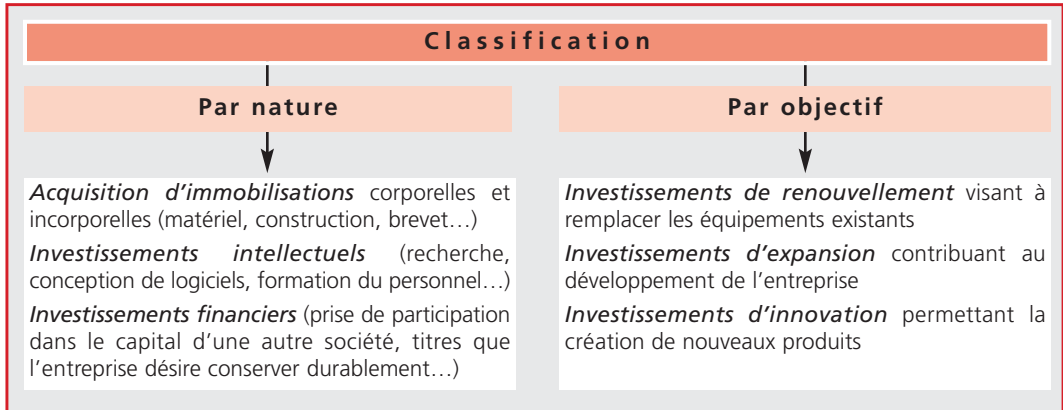 Classification
Par nature
Acquisition d'immobilisations corporelles et
incorporelles (matériel, construction, brevet…)
Investissements intellectuels (recherche,
conception de logiciels, formation du personnel…)
Investissements financiers (prise de participation
dans le capital d'une autre société, titres que
l'entreprise désire conserver durablement…)
Par objectif
Investissements de renouvellement visant à
remplacer les équipements existants
Investissements d'expansion contribuant au
développement de l'entreprise
Investissements d'innovation permettant la
création de nouveaux produits